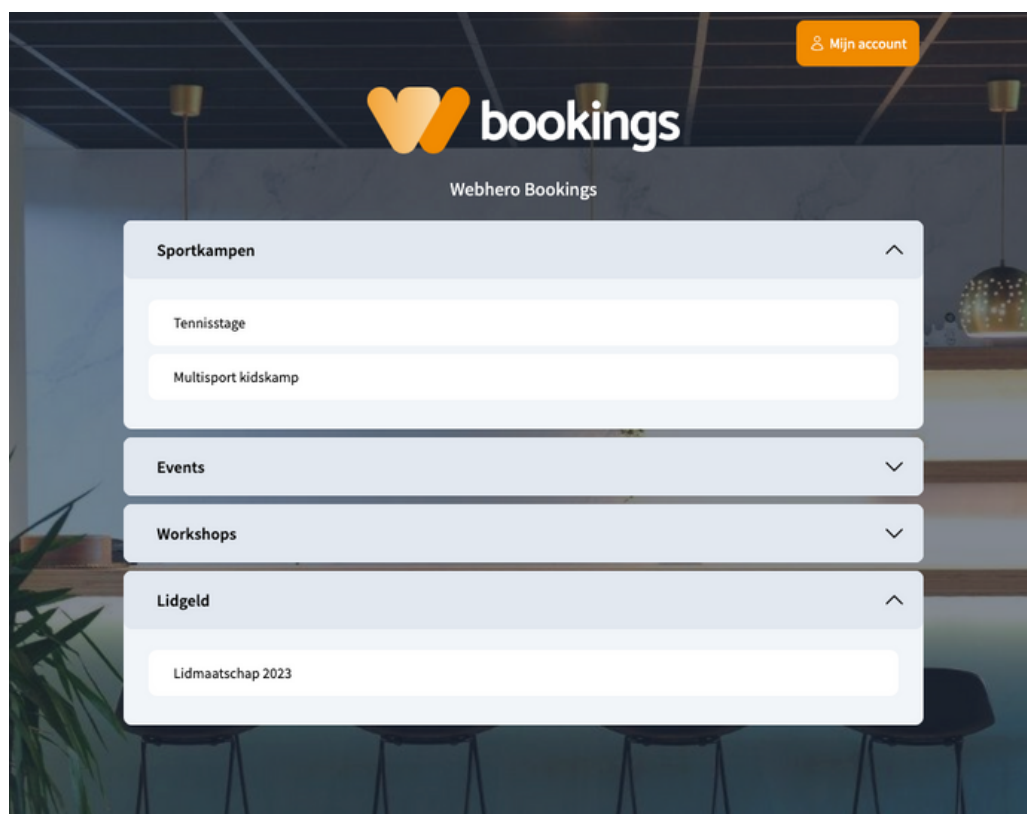 Mijn account
bookings
Webhero Bookings
Sportkampen
Tennisstage
Multisport kidskamp
Events
Workshops
Lidgeld
Lidmaatschap 2023